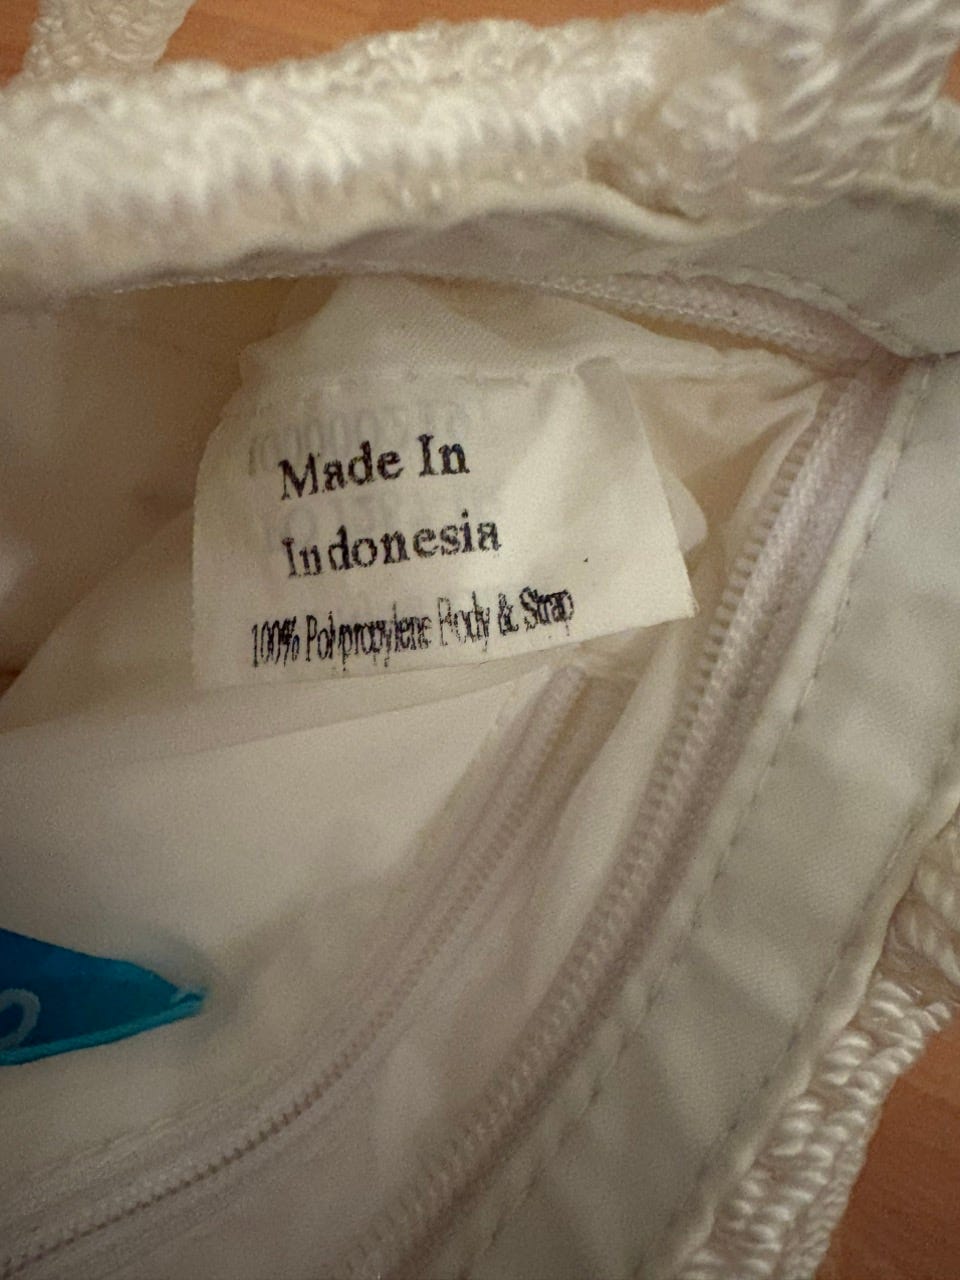 Made In
Indonesia
100% Polypropylene Body & Strap